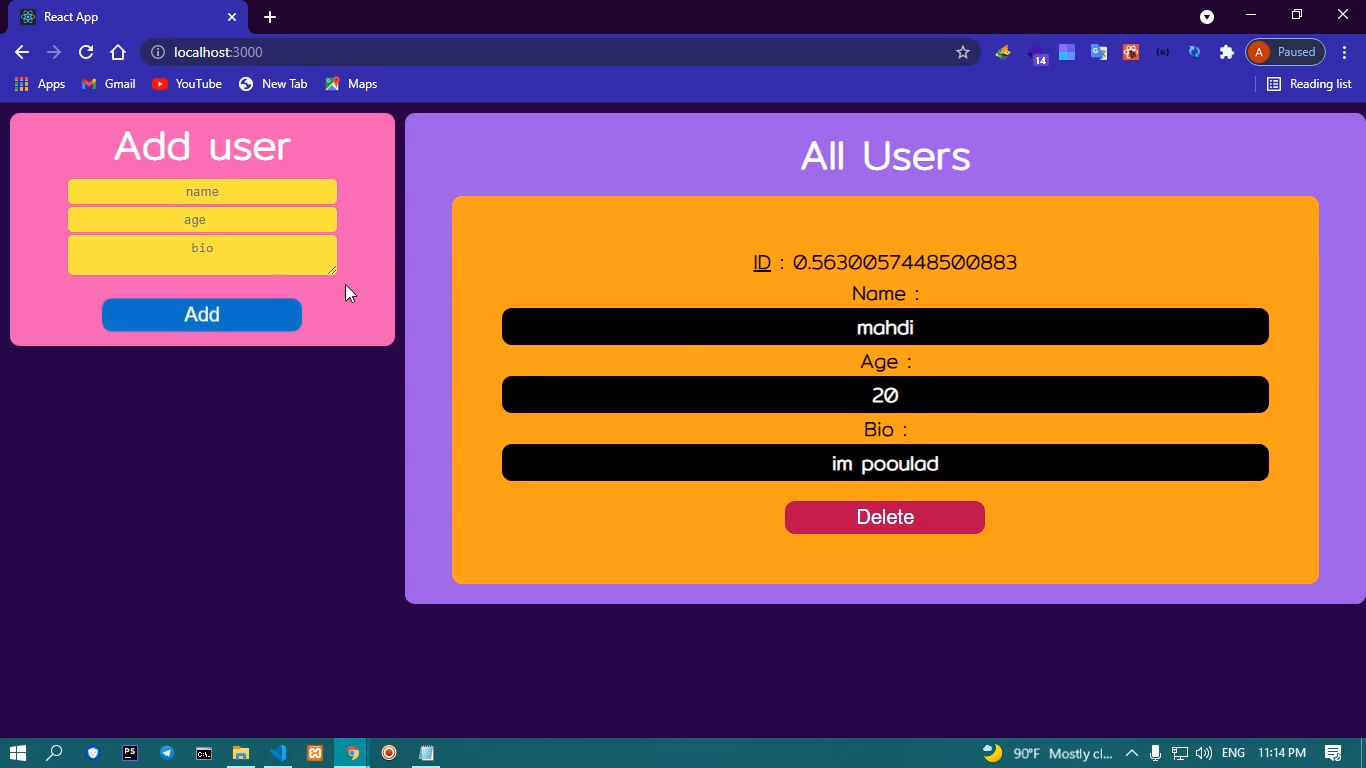 React App
localhost:3000
14
A
Paused
Apps
Gmail
YouTube
New Tab
Maps
Reading list
Add user
name
age
bio
Add
All Users
ID : 0.5630057448500883
Name :
mahdi
Age :
20
Bio :
im pooulad
Delete
PS
90°F Mostly cl...
ENG
11:14 PM